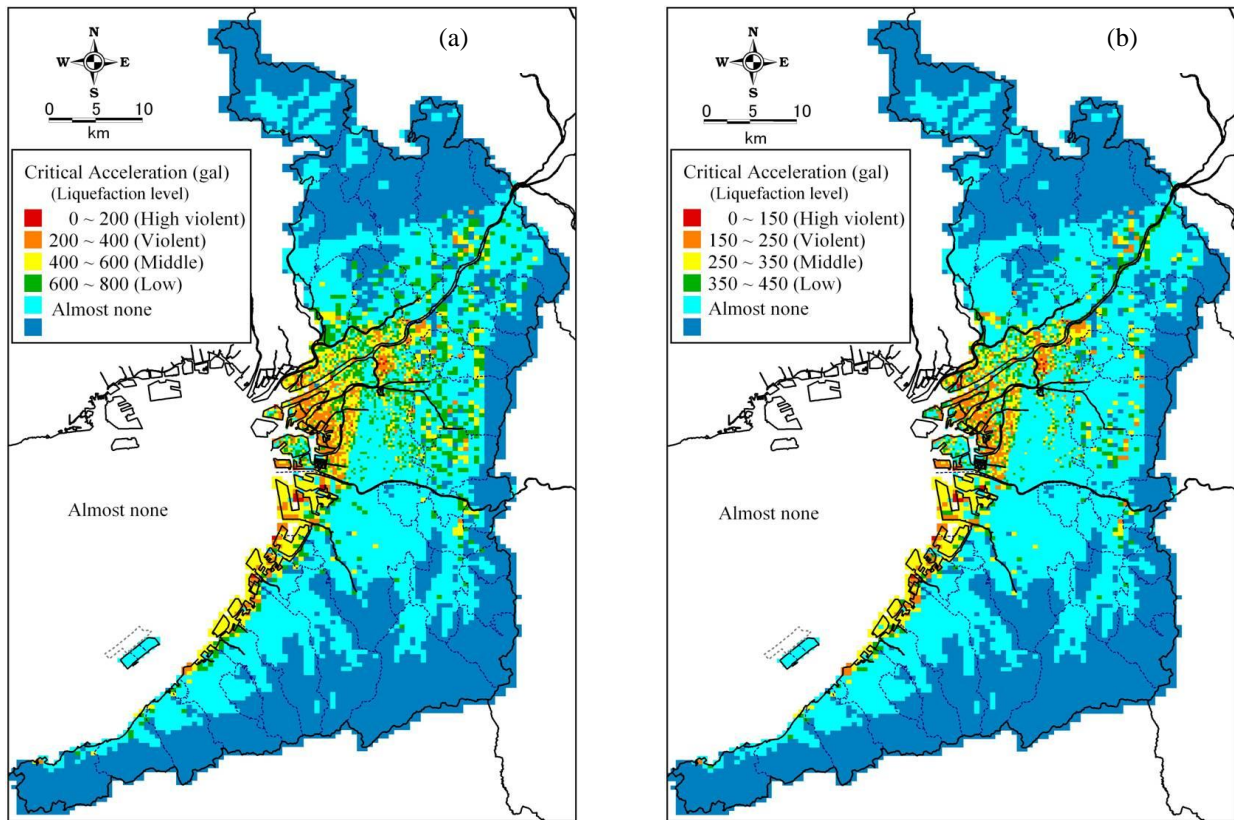 (a)
N
W E
S
0 5 10
km
Critical Acceleration (gal)
(Liquefaction level)
0 ~ 200 (High violent)
200 ~ 400 (Violent)
400 ~ 600 (Middle)
600 ~ 800 (Low)
Almost none
Almost none
(b)
N
W E
S
0 5 10
km
Critical Acceleration (gal)
(Liquefaction level)
0 ~ 150 (High violent)
150 ~ 250 (Violent)
250 ~ 350 (Middle)
350 ~ 450 (Low)
Almost none
Almost none